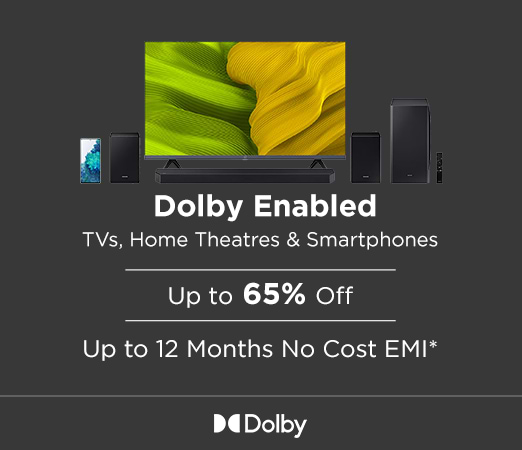 Dolby Enabled
TVs, Home Theatres & Smartphones
Up to 65% Off
Up to 12 Months No Cost EMI*
Dolby